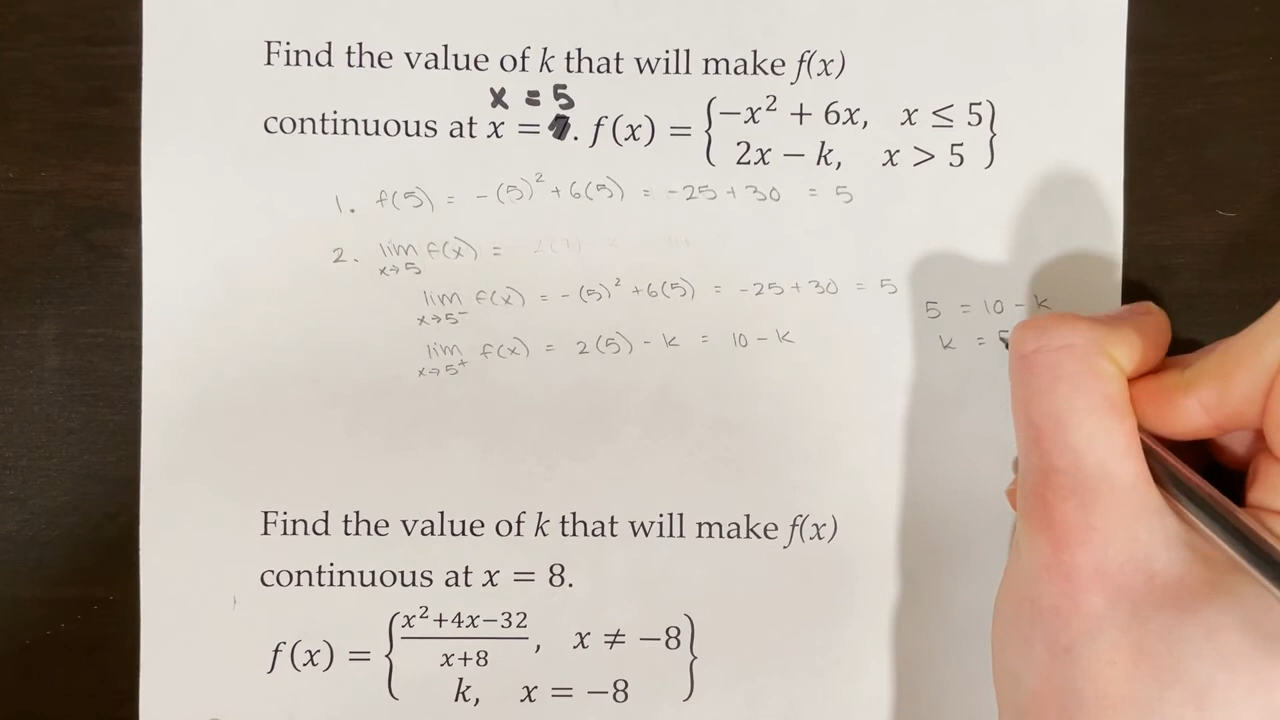 Find the value of k that will make f(x)
x = 5
continuous at x = . f(x) = {−x² + 6x, x ≤ 5
2x − k, x > 5}
1. f(5) = -(5)² + 6(5) = -25 + 30 = 5
2. lim f(x) =
x→5
lim f(x) = -(5)² + 6(5) = -25 + 30 = 5
x→5⁻
5 = 10 - k
lim f(x) = 2(5) - k = 10 - k
x→5⁺
k = 5
Find the value of k that will make f(x)
continuous at x = 8.
f(x) = {x²+4x−32 / x+8, x ≠ −8
k, x = −8}